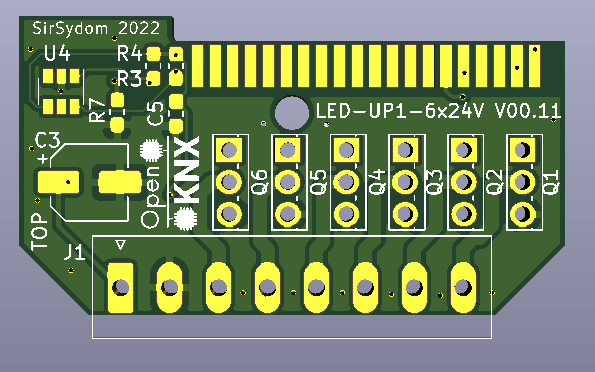 SirSydom 2022
U4
R4
R3
R7
C5
LED-UP1-6x24V V00.11
C3
+
Open
KNX
Q6
Q5
Q4
Q3
Q2
Q1
TOP
J1